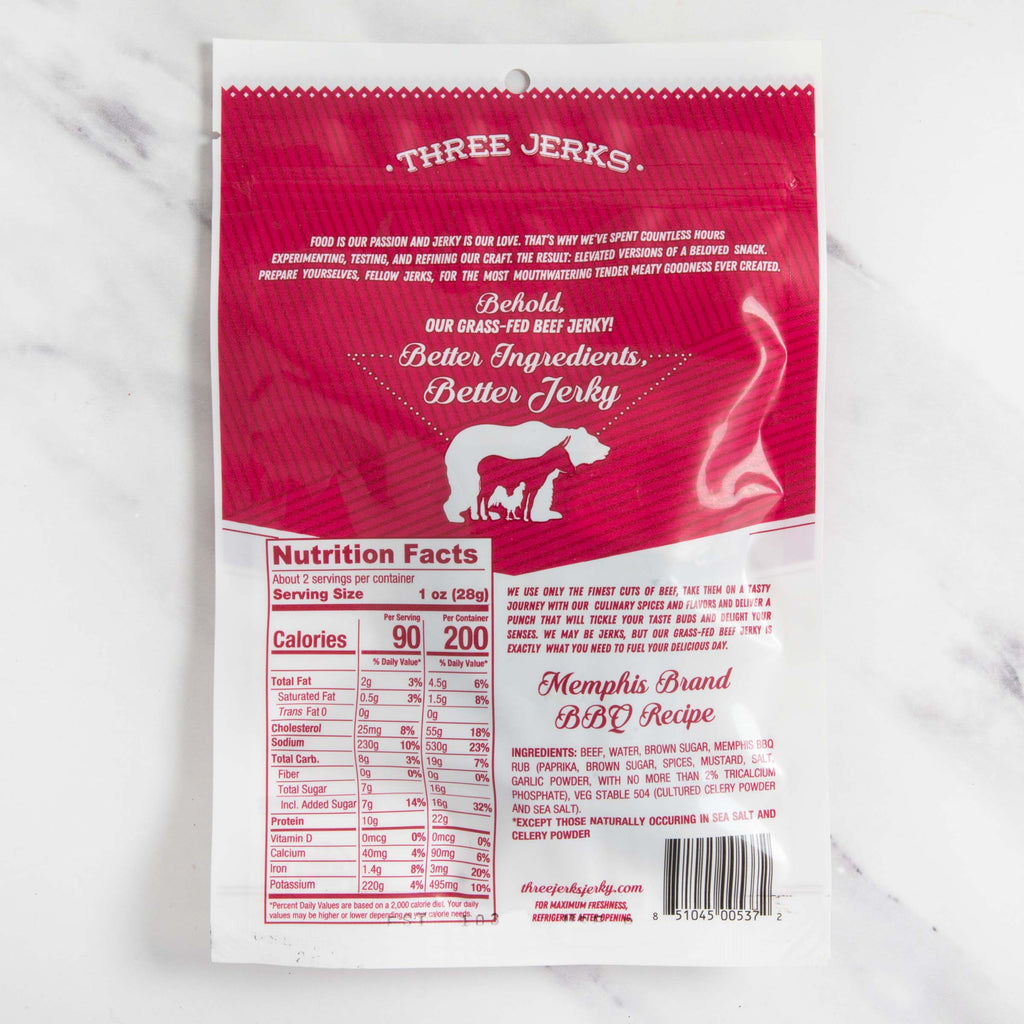 · THREE JERKS ·
FOOD IS OUR PASSION AND JERKY IS OUR LOVE. THAT'S WHY WE'VE SPENT COUNTLESS HOURS
EXPERIMENTING, TESTING, AND REFINING OUR CRAFT. THE RESULT: ELEVATED VERSIONS OF A BELOVED SNACK.
PREPARE YOURSELVES, FELLOW JERKS, FOR THE MOST MOUTHWATERING TENDER MEATY GOODNESS EVER CREATED.
Behold,
OUR GRASS-FED BEEF JERKY!
Better Ingredients,
Better Jerky
Nutrition Facts
About 2 servings per container
Serving Size 1 oz (28g)
Per Serving Per Container
Calories 90 200
% Daily Value* % Daily Value*
Total Fat 2g 3% 4.5g 6%
Saturated Fat 0.5g 3% 1.5g 8%
Trans Fat 0 0g 0g
Cholesterol 25mg 8% 55g 18%
Sodium 230g 10% 530g 23%
Total Carb. 8g 3% 19g 7%
Fiber 0g 0% 0g 0%
Total Sugar 7g 16g
Incl. Added Sugar 7g 14% 16g 32%
Protein 10g 22g
Vitamin D 0mcg 0% 0mcg 0%
Calcium 40mg 4% 90mg 6%
Iron 1.4g 8% 3mg 20%
Potassium 220g 4% 495mg 10%
*Percent Daily Values are based on a 2,000 calorie diet. Your daily
values may be higher or lower depending on your calorie needs.
WE USE ONLY THE FINEST CUTS OF BEEF, TAKE THEM ON A TASTY
JOURNEY WITH OUR CULINARY SPICES AND FLAVORS AND DELIVER A
PUNCH THAT WILL TICKLE YOUR TASTE BUDS AND DELIGHT YOUR
SENSES. WE MAY BE JERKS, BUT OUR GRASS-FED BEEF JERKY IS
EXACTLY WHAT YOU NEED TO FUEL YOUR DELICIOUS DAY.
Memphis Brand
BBQ Recipe
INGREDIENTS: BEEF, WATER, BROWN SUGAR, MEMPHIS BBQ
RUB (PAPRIKA, BROWN SUGAR, SPICES, MUSTARD, SALT,
GARLIC POWDER, WITH NO MORE THAN 2% TRICALCIUM
PHOSPHATE), VEG STABLE 504 (CULTURED CELERY POWDER
AND SEA SALT).
*EXCEPT THOSE NATURALLY OCCURING IN SEA SALT AND
CELERY POWDER
threejerksjerky.com
FOR MAXIMUM FRESHNESS,
REFRIGERATE AFTER OPENING.
8 51045 00537 2